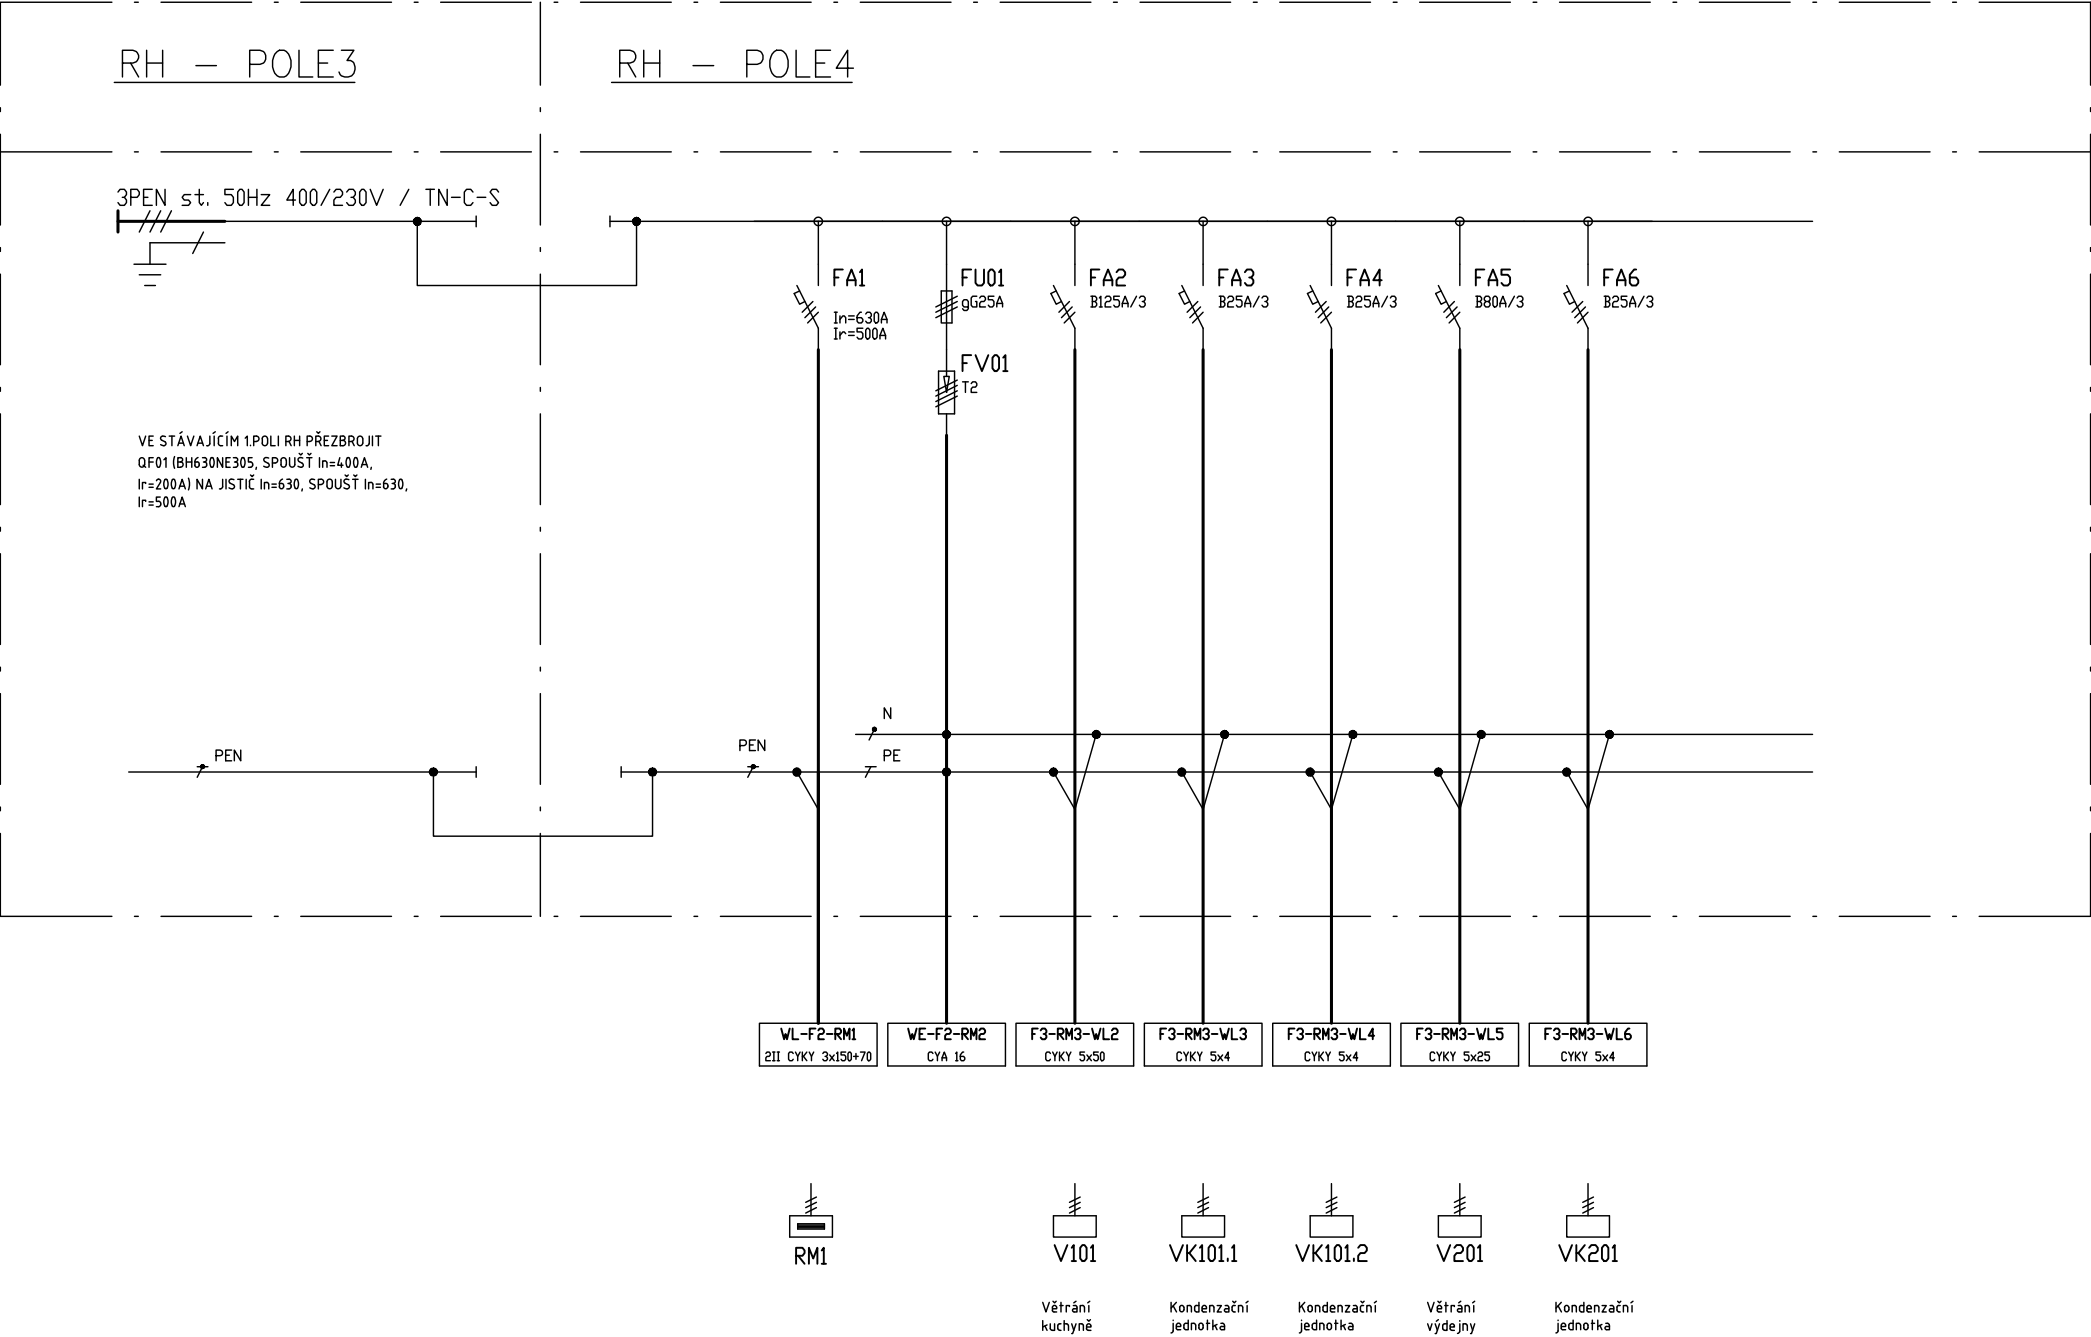 RH - POLE3
RH - POLE4
3PEN st. 50Hz 400/230V / TN-C-S
FA1
In=630A
Ir=500A
FU01
gG25A
FV01
T2
FA2
B125A/3
FA3
B25A/3
FA4
B25A/3
FA5
B80A/3
FA6
B25A/3
VE STÁVAJÍCÍM 1.POLI RH PŘEZBROJIT
QF01 (BH630NE305, SPOUŠŤ In=400A,
Ir=200A) NA JISTIČ In=630, SPOUŠŤ In=630,
Ir=500A
N
PEN
PEN
PE
WL-F2-RM1
2II CYKY 3x150+70
WE-F2-RM2
CYA 16
F3-RM3-WL2
CYKY 5x50
F3-RM3-WL3
CYKY 5x4
F3-RM3-WL4
CYKY 5x4
F3-RM3-WL5
CYKY 5x25
F3-RM3-WL6
CYKY 5x4
RM1
V101
VK101.1
VK101.2
V201
VK201
Větrání
kuchyně
Kondenzační
jednotka
Kondenzační
jednotka
Větrání
výdejny
Kondenzační
jednotka